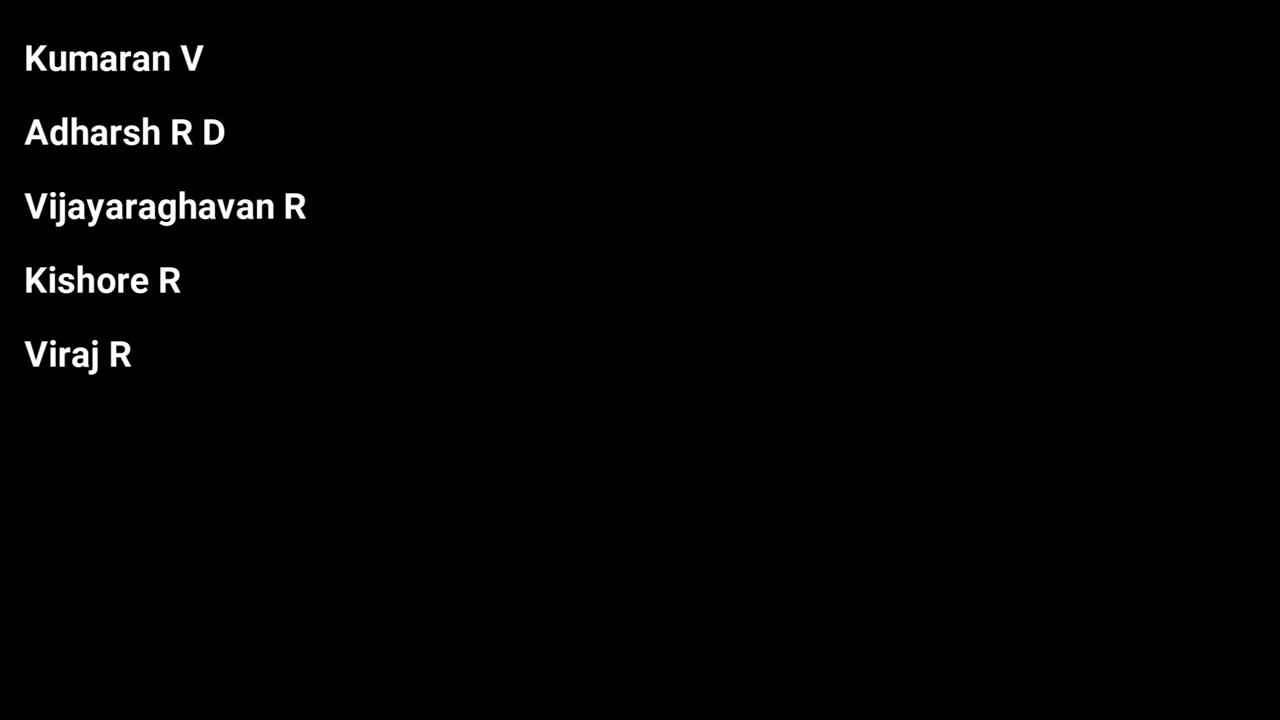 Kumaran V
Adharsh R D
Vijayaraghavan R
Kishore R
Viraj R